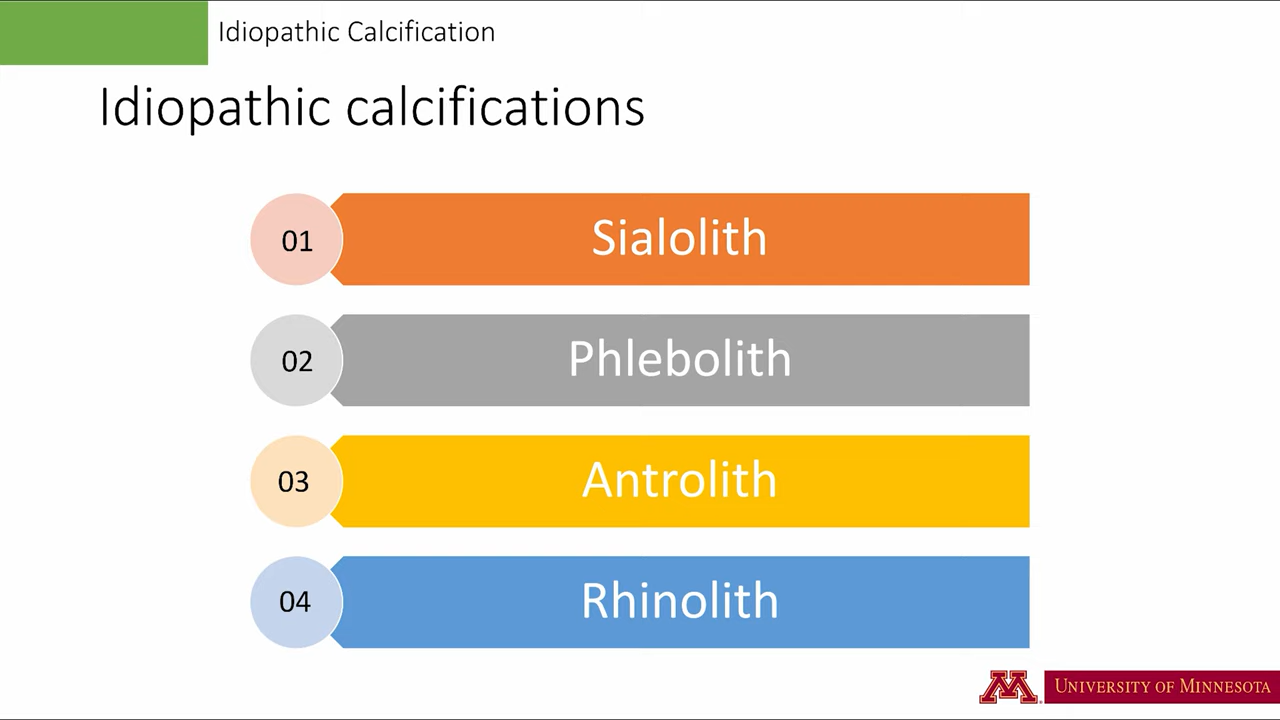 Idiopathic Calcification
Idiopathic calcifications
01
Sialolith
02
Phlebolith
03
Antrolith
04
Rhinolith
M
UNIVERSITY OF MINNESOTA